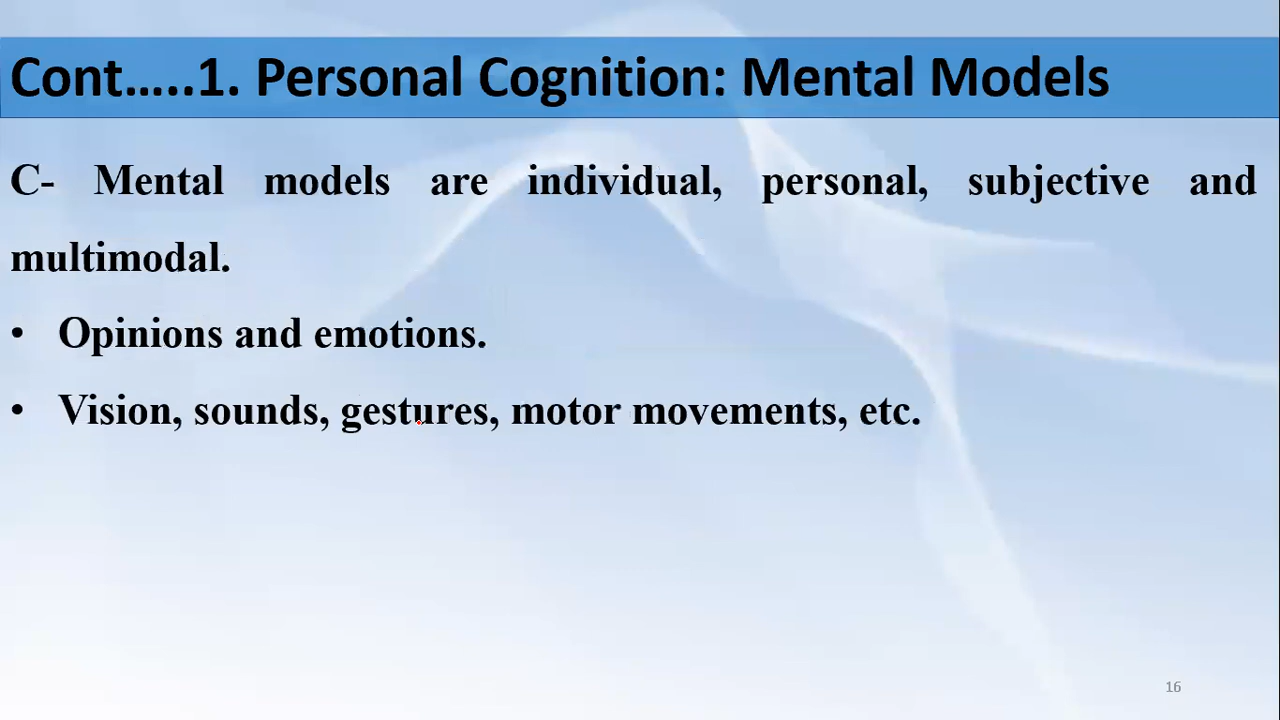 Cont…..1. Personal Cognition: Mental Models
C- Mental models are individual, personal, subjective and
multimodal.
• Opinions and emotions.
• Vision, sounds, gestures, motor movements, etc.
16